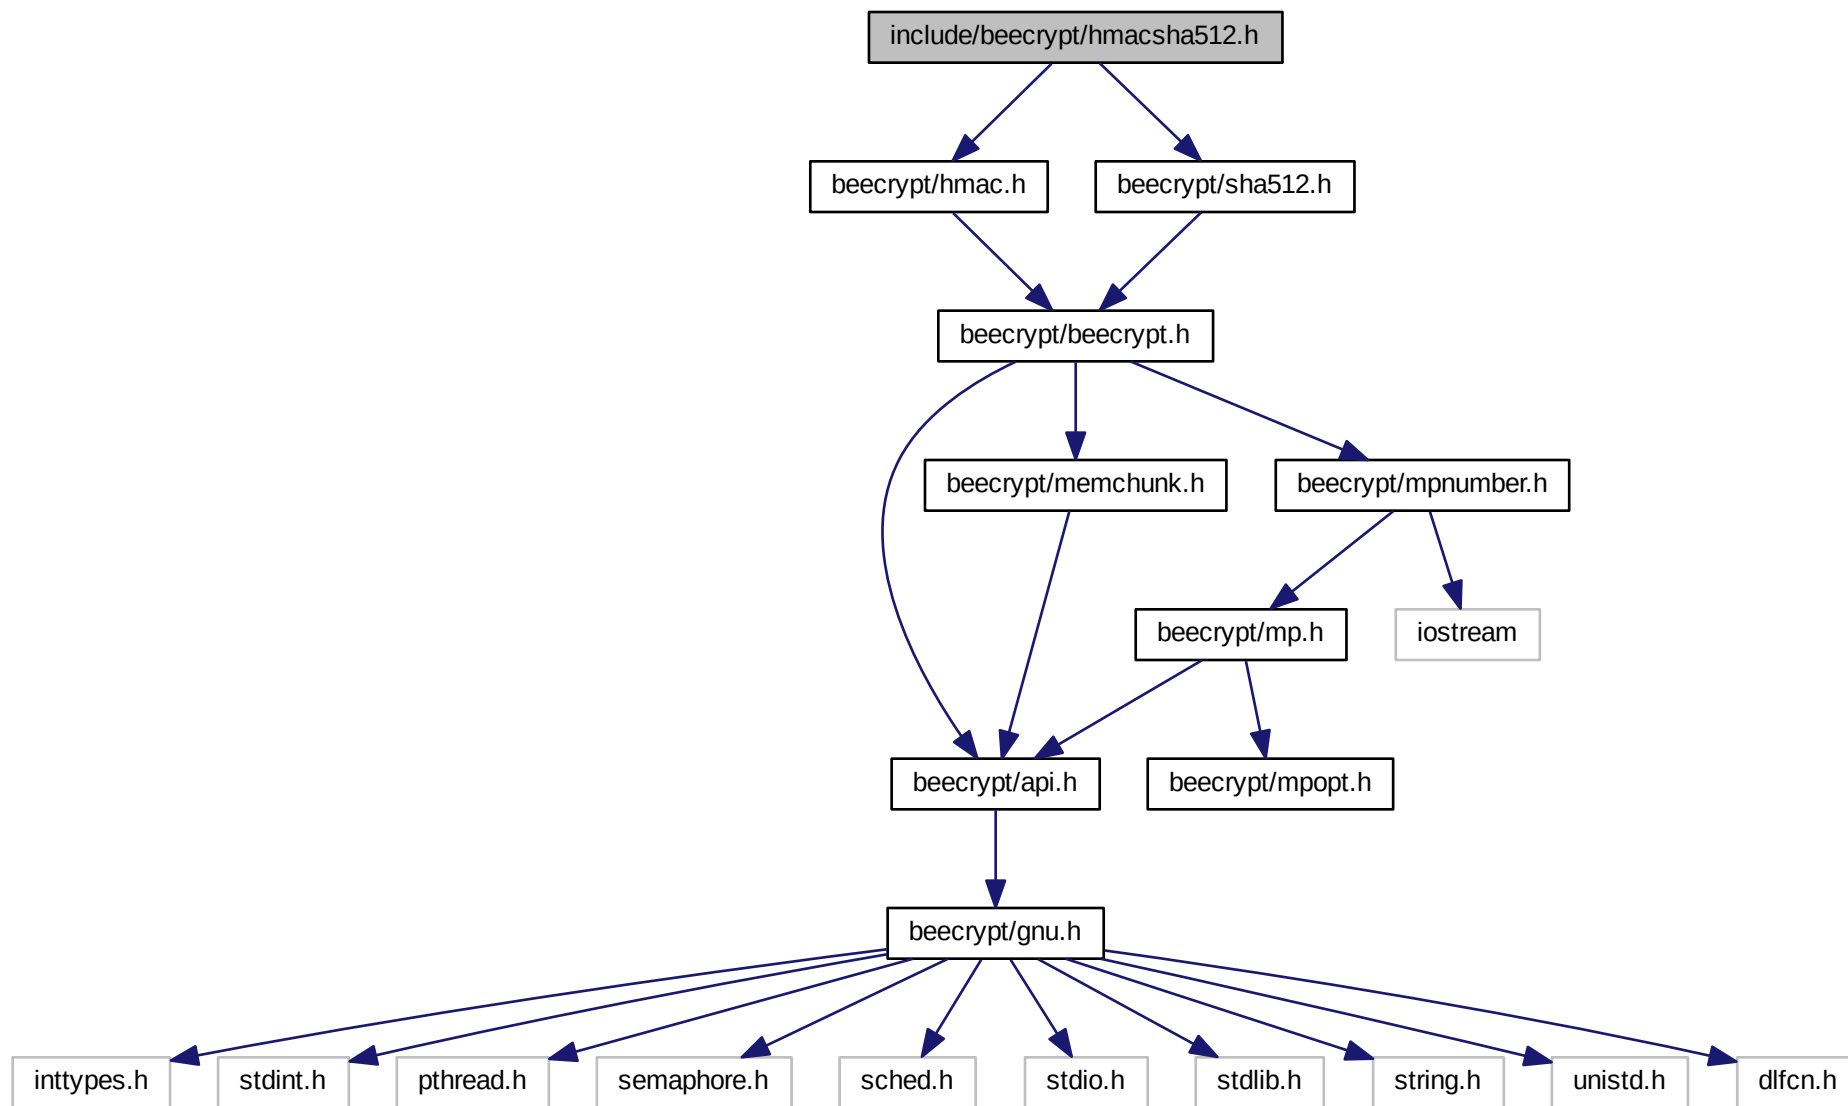 include/beecrypt/hmacsha512.h
beecrypt/hmac.h
beecrypt/sha512.h
beecrypt/beecrypt.h
beecrypt/memchunk.h
beecrypt/mpnumber.h
beecrypt/mp.h
iostream
beecrypt/api.h
beecrypt/mpopt.h
beecrypt/gnu.h
inttypes.h
stdint.h
pthread.h
semaphore.h
sched.h
stdio.h
stdlib.h
string.h
unistd.h
dlfcn.h